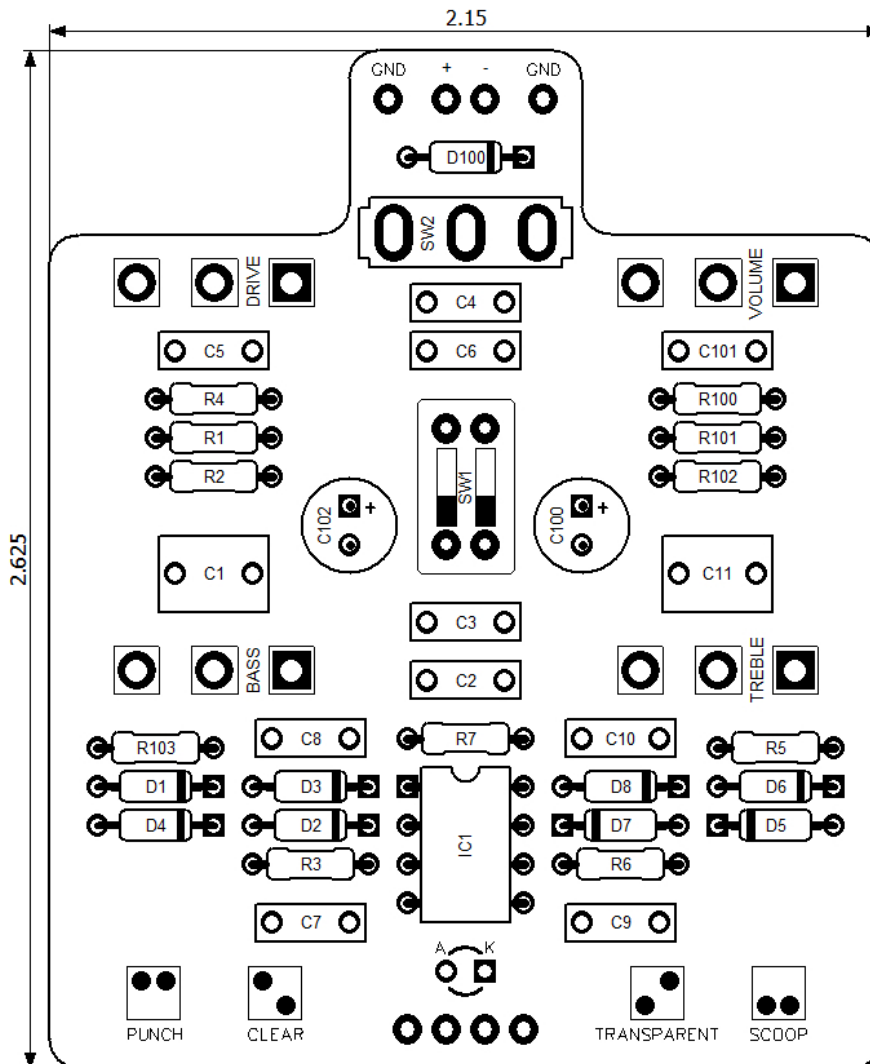 2.15
GND + - GND
D100
SW2
DRIVE
VOLUME
C4
C5
C6
C101
R4
R100
R1
R101
R2
R102
SW1
C102 +
C100 +
2.625
C1
C11
C3
BASS
C2
TREBLE
R103
C8
R7
C10
R5
D1
D3
D8
D6
D4
D2
D7
D5
IC1
R3
R6
C7
C9
A K
PUNCH
CLEAR
TRANSPARENT
SCOOP